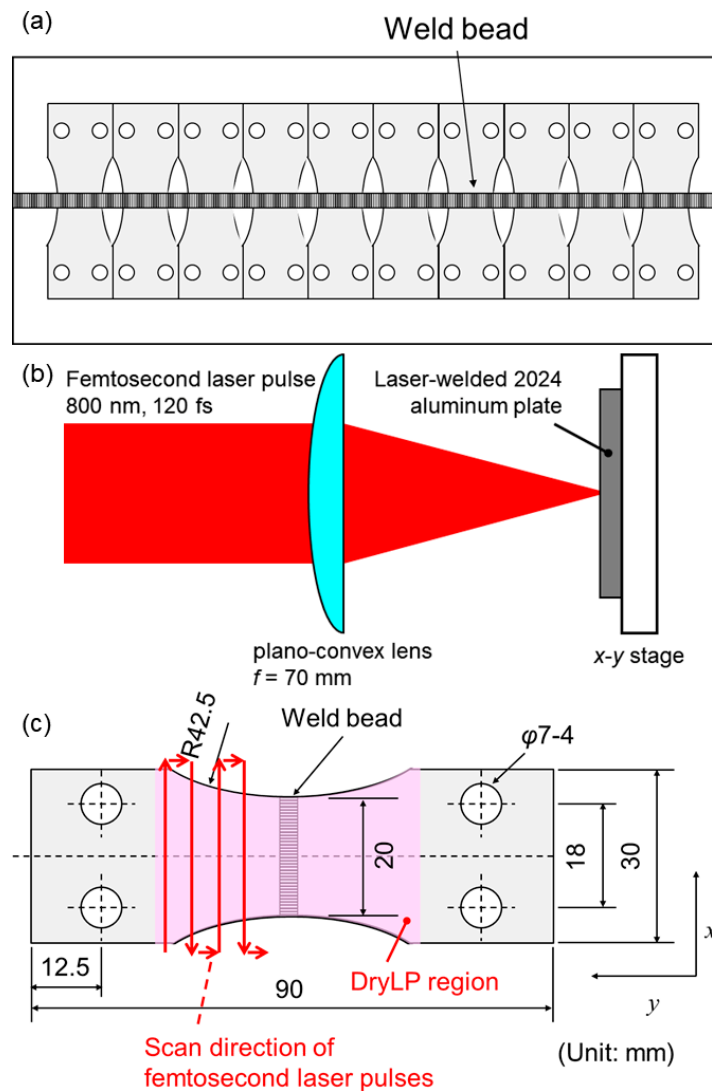 (a)
Weld bead
(b)
Femtosecond laser pulse
800 nm, 120 fs
Laser-welded 2024
aluminum plate
plano-convex lens
f = 70 mm
x-y stage
(c)
R42.5
Weld bead
φ7-4
20
18
30
x
12.5
DryLP region
y
90
Scan direction of
femtosecond laser pulses
(Unit: mm)